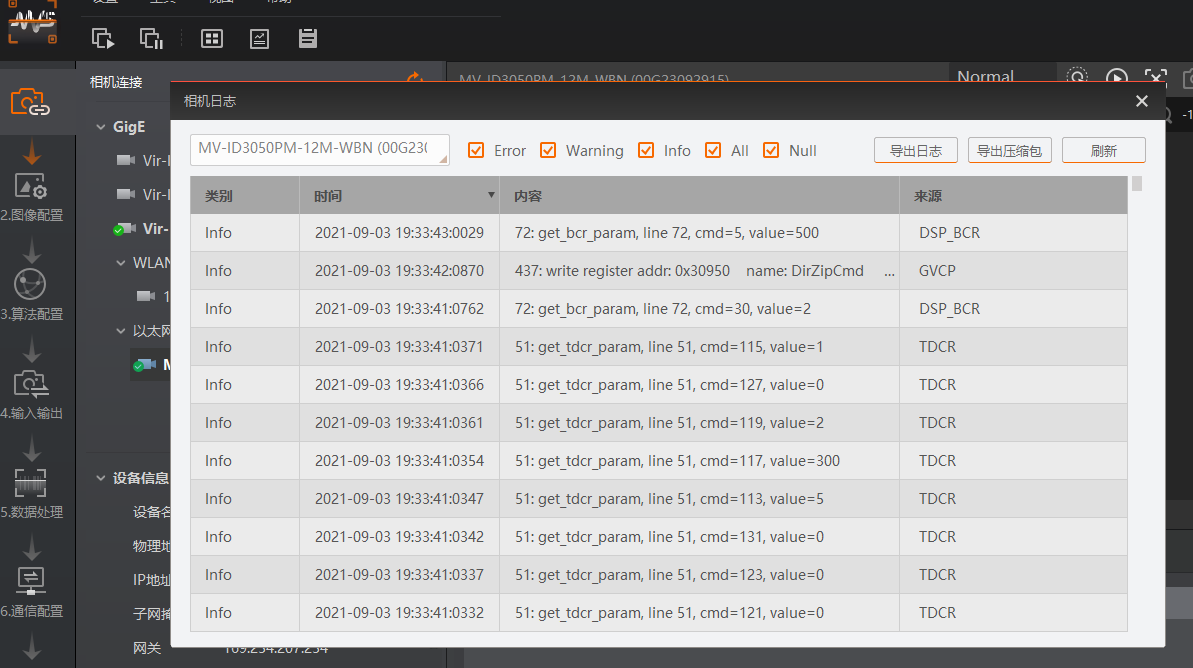 视图
帮助
MV-ID3050PM-12M-WBN (00G23092915)
Normal
相机连接
GigE
Vir-
Vir-
Vir-
WLAN
1
以太网
M
2.图像配置
3.算法配置
4.输入输出
5.数据处理
6.通信配置
设备信息
设备名
物理地
IP地址
子网掩
网关 169.254.207.254
-1
相机日志
MV-ID3050PM-12M-WBN (00G230
Error Warning Info All Null
导出日志 导出压缩包 刷新
类别 时间 内容 来源
Info 2021-09-03 19:33:43:0029 72: get_bcr_param, line 72, cmd=5, value=500 DSP_BCR
Info 2021-09-03 19:33:42:0870 437: write register addr: 0x30950 name: DirZipCmd ... GVCP
Info 2021-09-03 19:33:41:0762 72: get_bcr_param, line 72, cmd=30, value=2 DSP_BCR
Info 2021-09-03 19:33:41:0371 51: get_tdcr_param, line 51, cmd=115, value=1 TDCR
Info 2021-09-03 19:33:41:0366 51: get_tdcr_param, line 51, cmd=127, value=0 TDCR
Info 2021-09-03 19:33:41:0361 51: get_tdcr_param, line 51, cmd=119, value=2 TDCR
Info 2021-09-03 19:33:41:0354 51: get_tdcr_param, line 51, cmd=117, value=300 TDCR
Info 2021-09-03 19:33:41:0347 51: get_tdcr_param, line 51, cmd=113, value=5 TDCR
Info 2021-09-03 19:33:41:0342 51: get_tdcr_param, line 51, cmd=131, value=0 TDCR
Info 2021-09-03 19:33:41:0337 51: get_tdcr_param, line 51, cmd=123, value=0 TDCR
Info 2021-09-03 19:33:41:0332 51: get_tdcr_param, line 51, cmd=121, value=0 TDCR